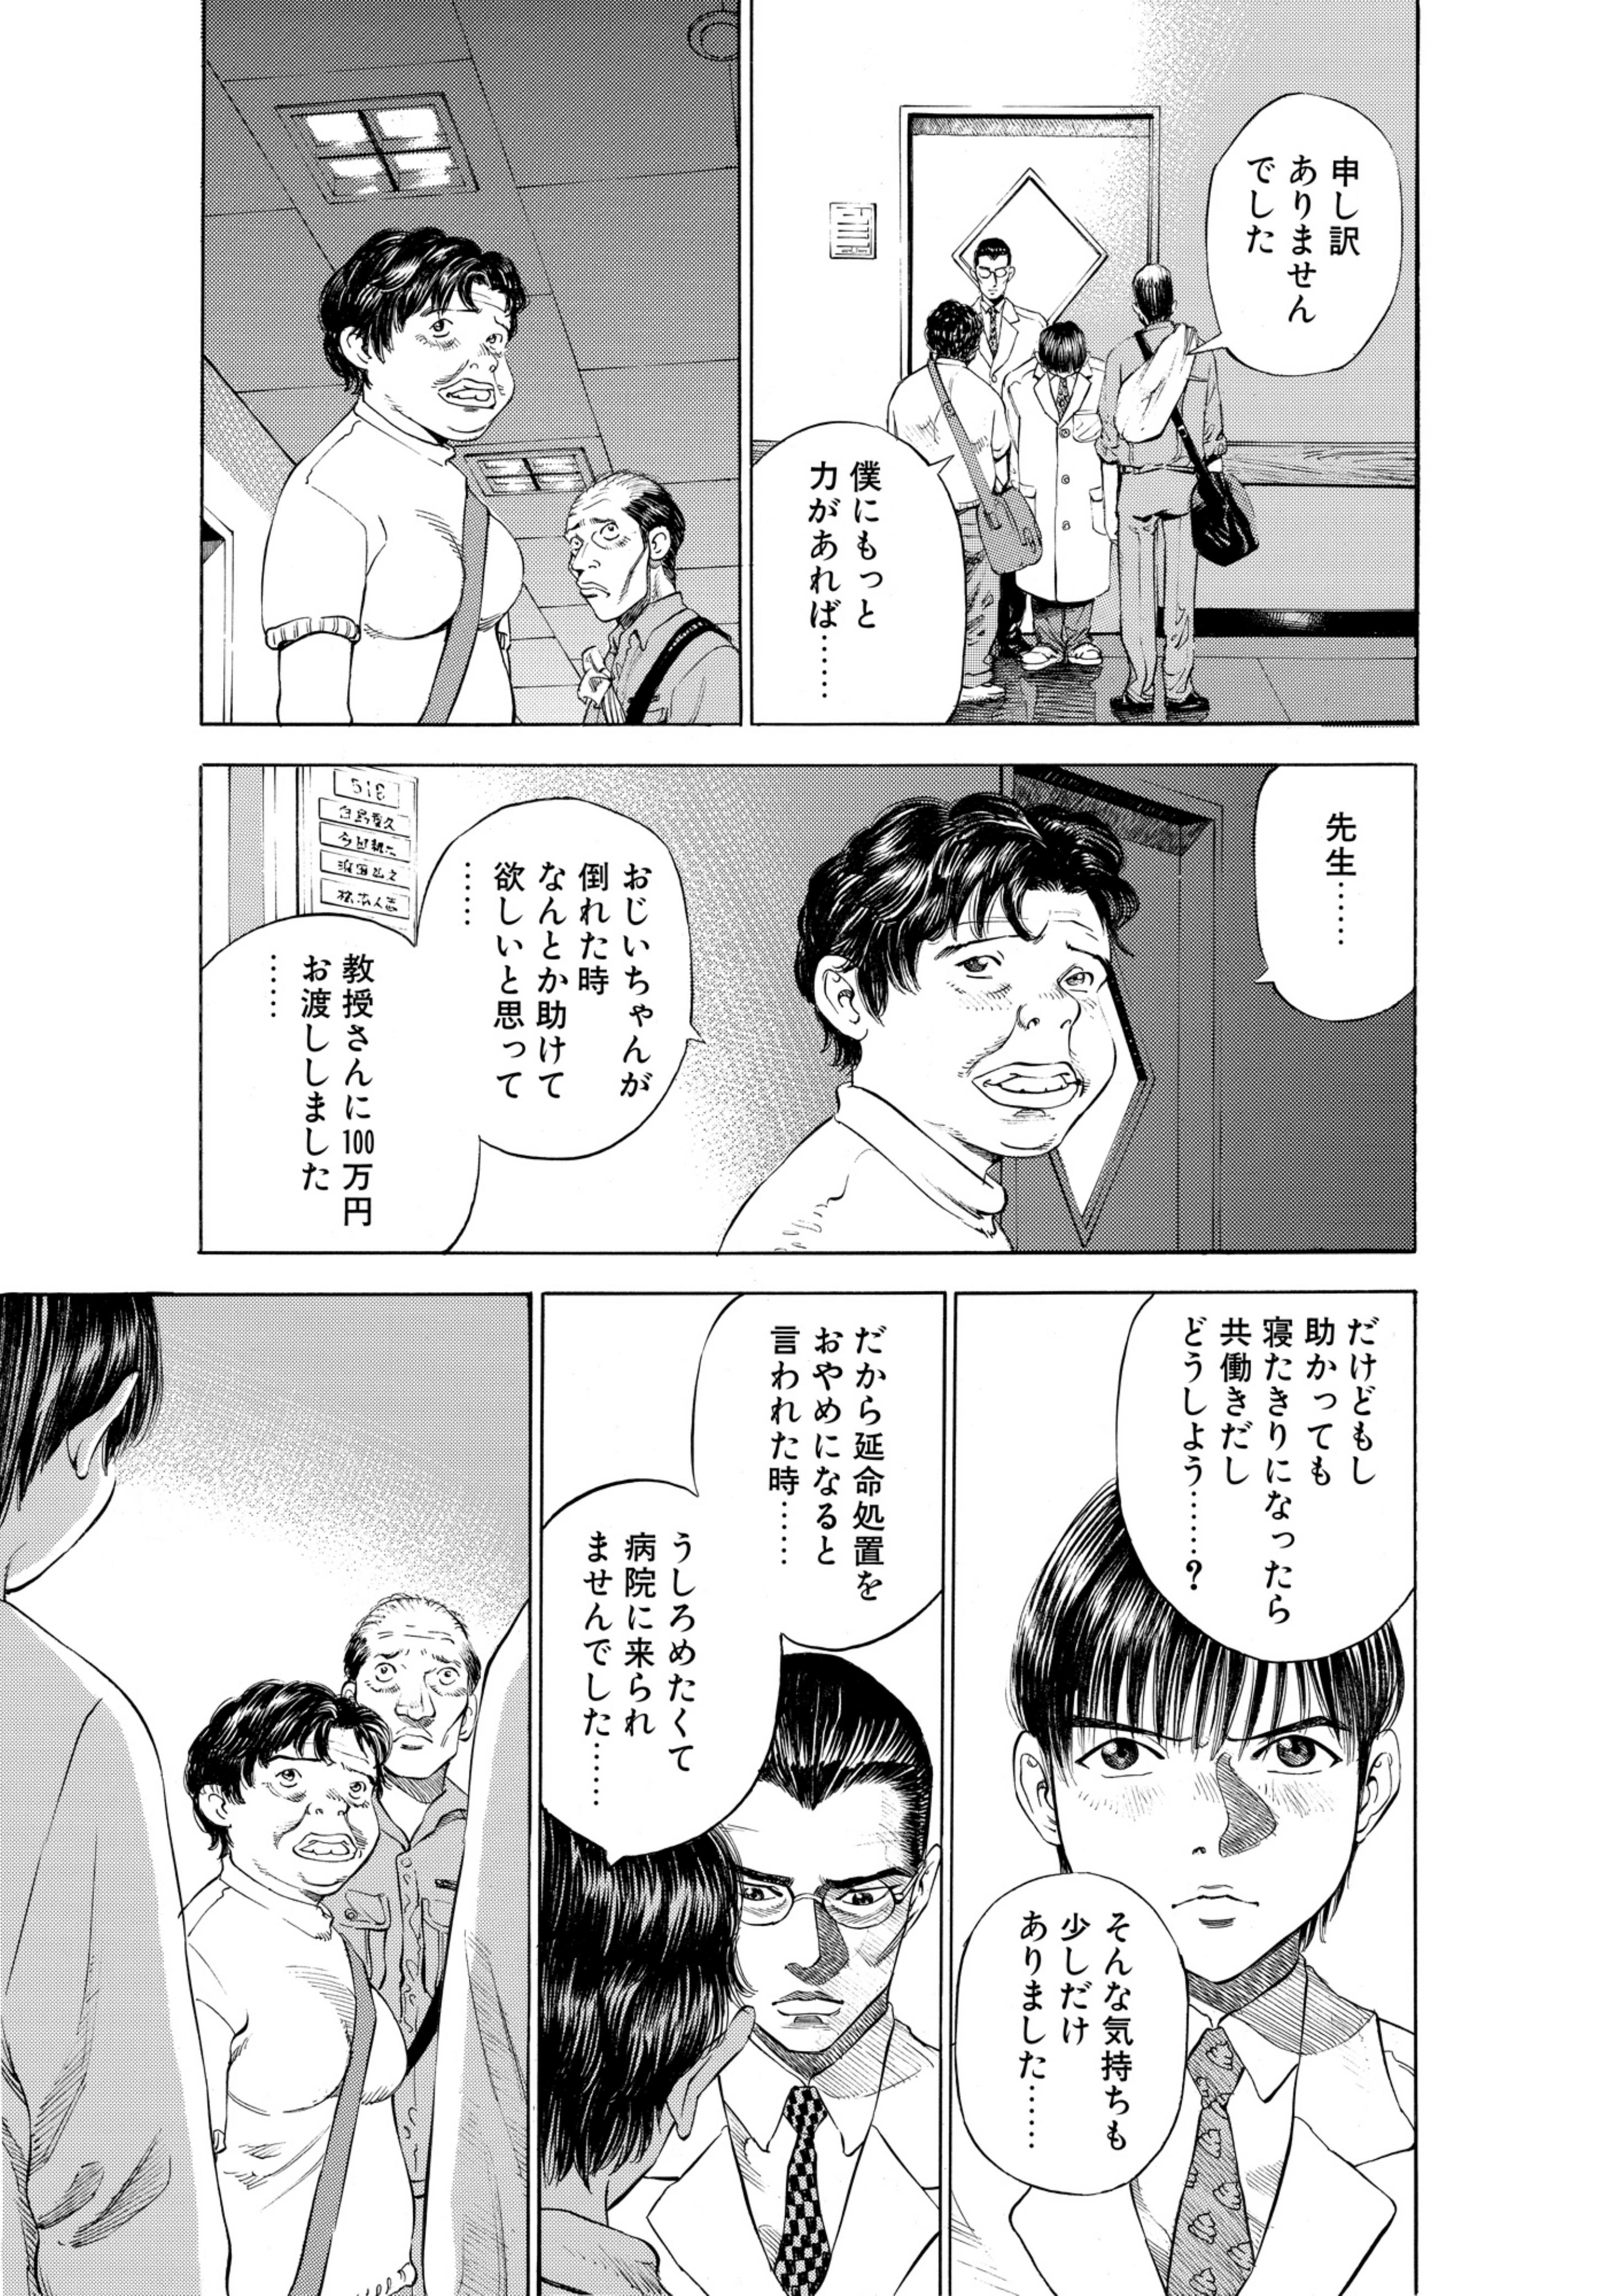 申し訳
ありません
でした
僕にもっと
力があれば……
先生……
おじいちゃんが
倒れた時
なんとか助けて
欲しいと思って
……
教授さんに100万円
お渡ししました
……
518
だけどもし
助かっても
寝たきりになったら
共働きだし
どうしよう……？
そんな気持ちも
少しだけ
ありました……
だから延命処置を
おやめになると
言われた時……
うしろめたくて
病院に来られ
ませんでした……